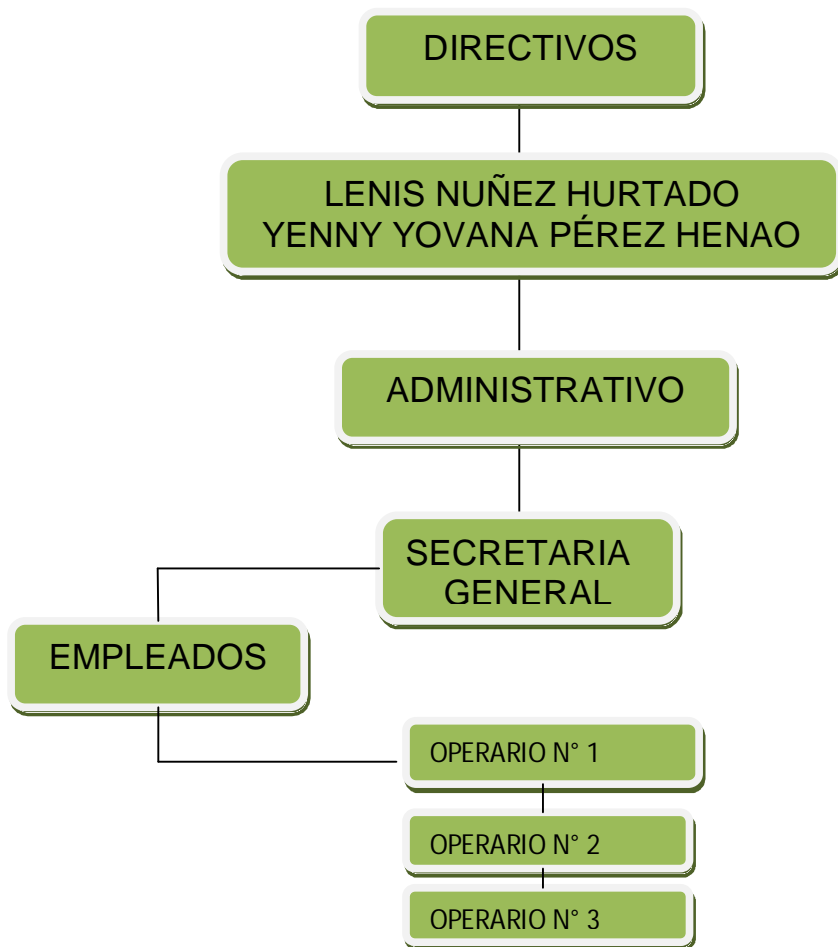 DIRECTIVOS
LENIS NUÑEZ HURTADO
YENNY YOVANA PÉREZ HENAO
ADMINISTRATIVO
SECRETARIA
GENERAL
EMPLEADOS
OPERARIO N° 1
OPERARIO N° 2
OPERARIO N° 3